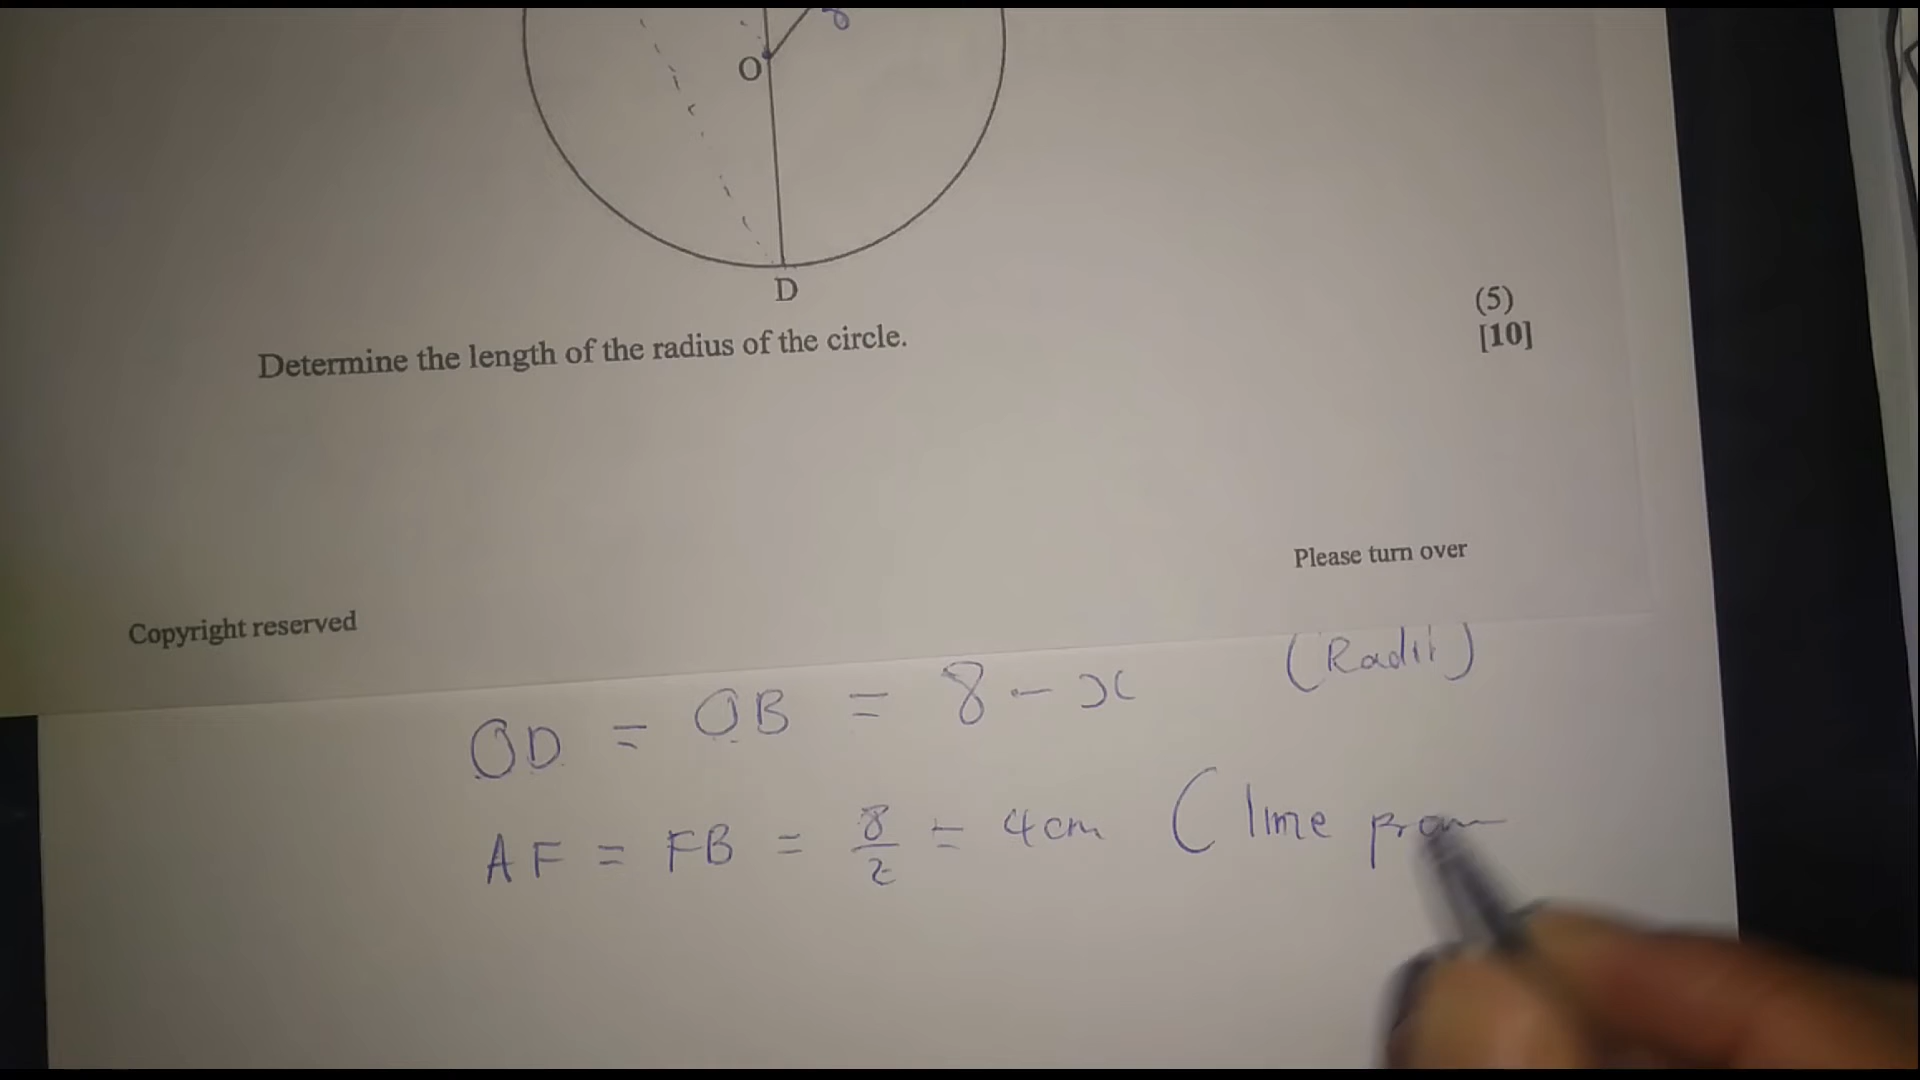 O
D
Determine the length of the radius of the circle.
(5)
[10]
Please turn over
Copyright reserved
OD = OB = 8 - x (Radii)
AF = FB = 8/2 = 4cm (line from